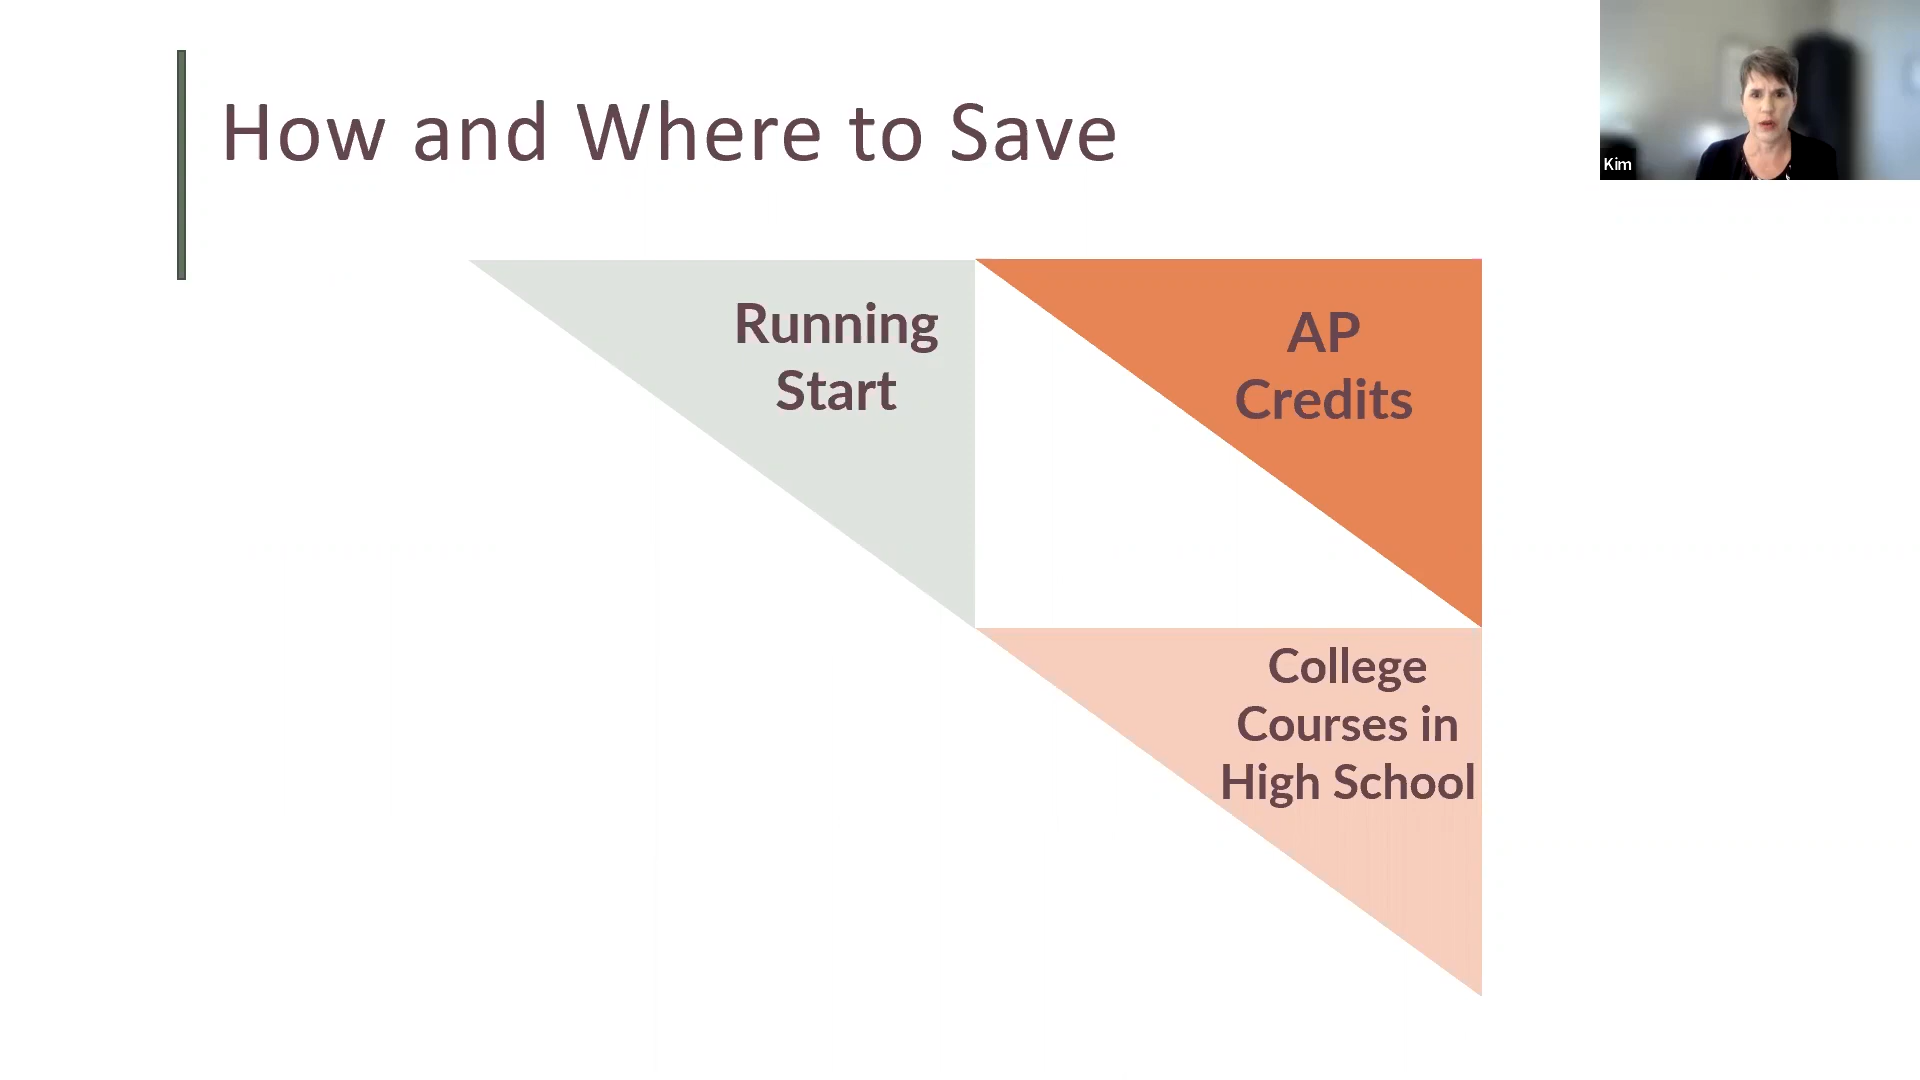 How and Where to Save
Kim
Running
Start
AP
Credits
College
Courses in
High School